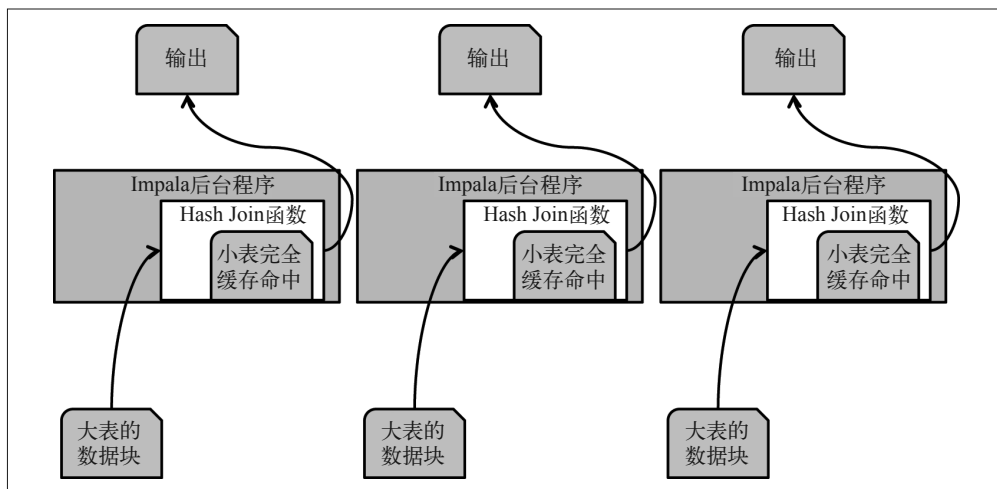 输出
输出
输出
Impala后台程序
Impala后台程序
Impala后台程序
Hash Join函数
Hash Join函数
Hash Join函数
小表完全
缓存命中
小表完全
缓存命中
小表完全
缓存命中
大表的
数据块
大表的
数据块
大表的
数据块